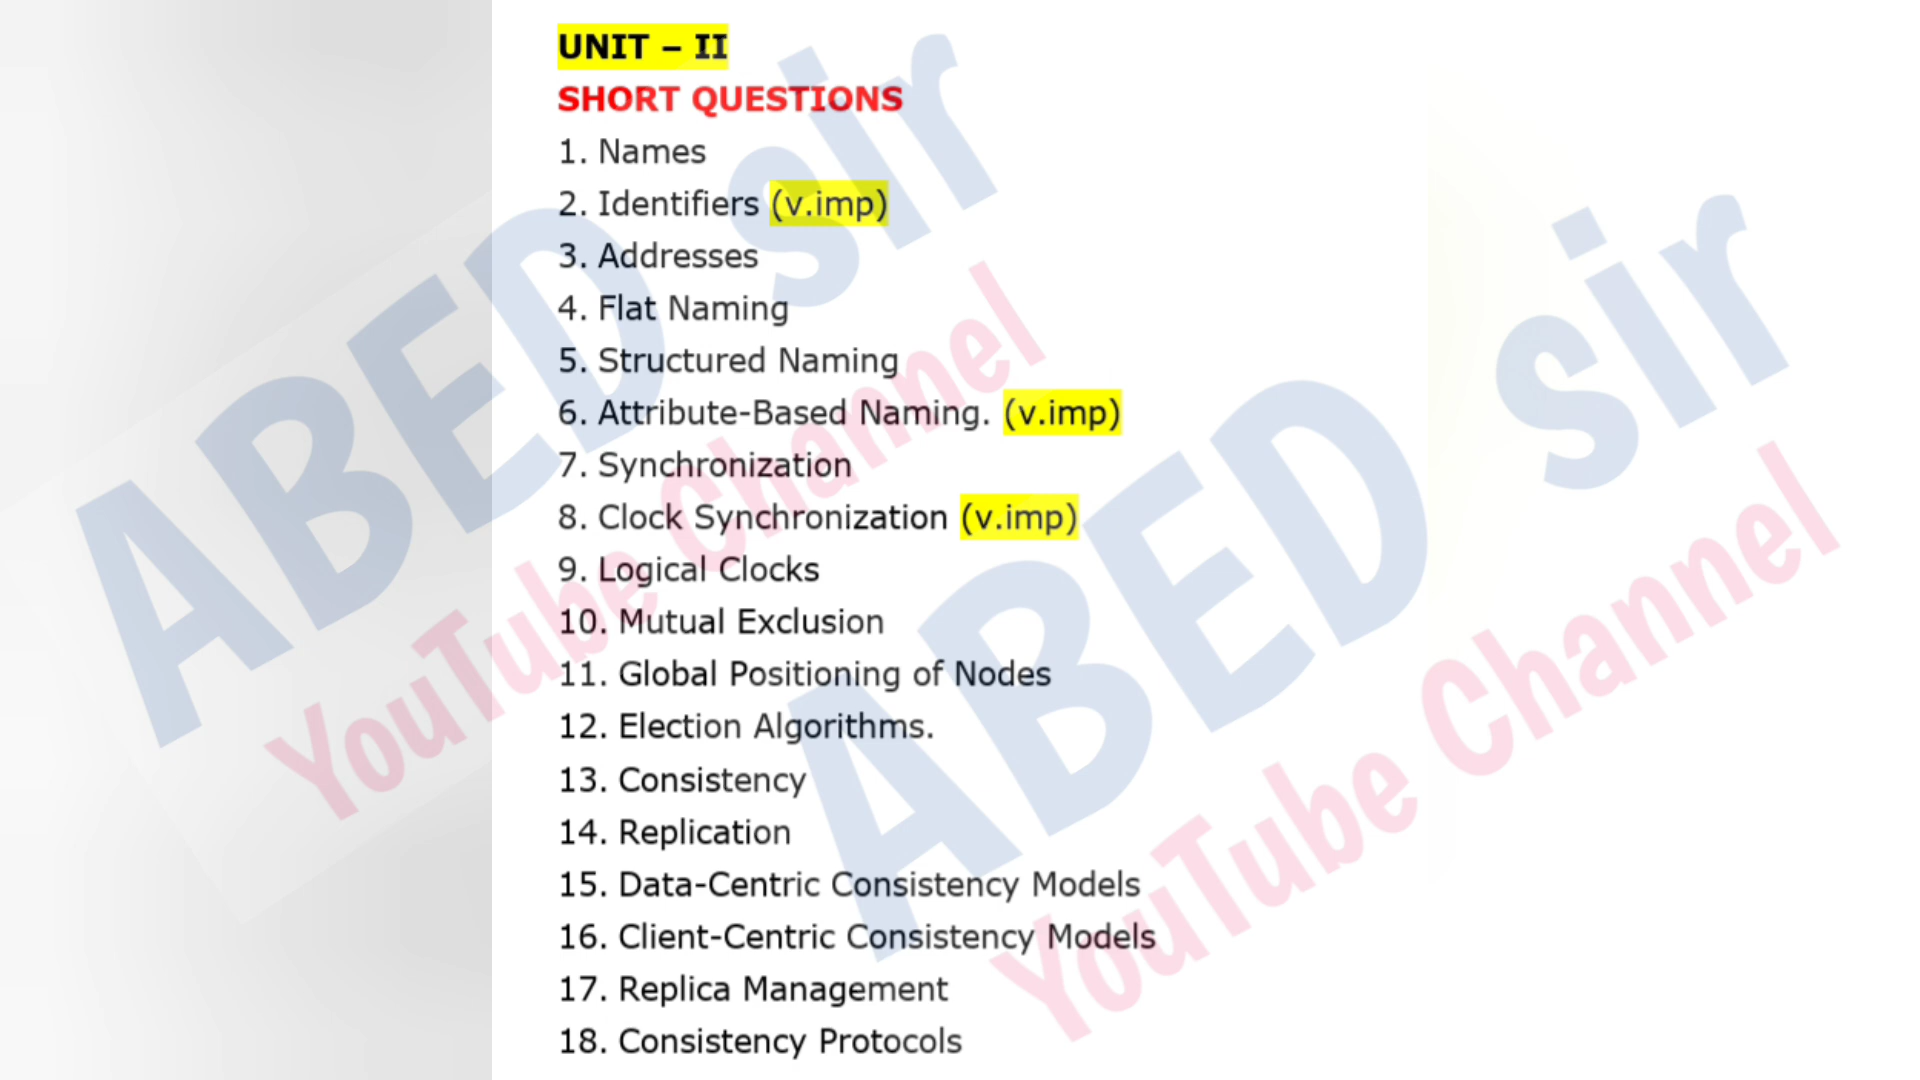 UNIT – II
SHORT QUESTIONS
1. Names
2. Identifiers (v.imp)
3. Addresses
4. Flat Naming
5. Structured Naming
6. Attribute-Based Naming. (v.imp)
7. Synchronization
8. Clock Synchronization (v.imp)
9. Logical Clocks
10. Mutual Exclusion
11. Global Positioning of Nodes
12. Election Algorithms.
13. Consistency
14. Replication
15. Data-Centric Consistency Models
16. Client-Centric Consistency Models
17. Replica Management
18. Consistency Protocols
ABED sir
YouTube Channel
ABED sir
YouTube Channel